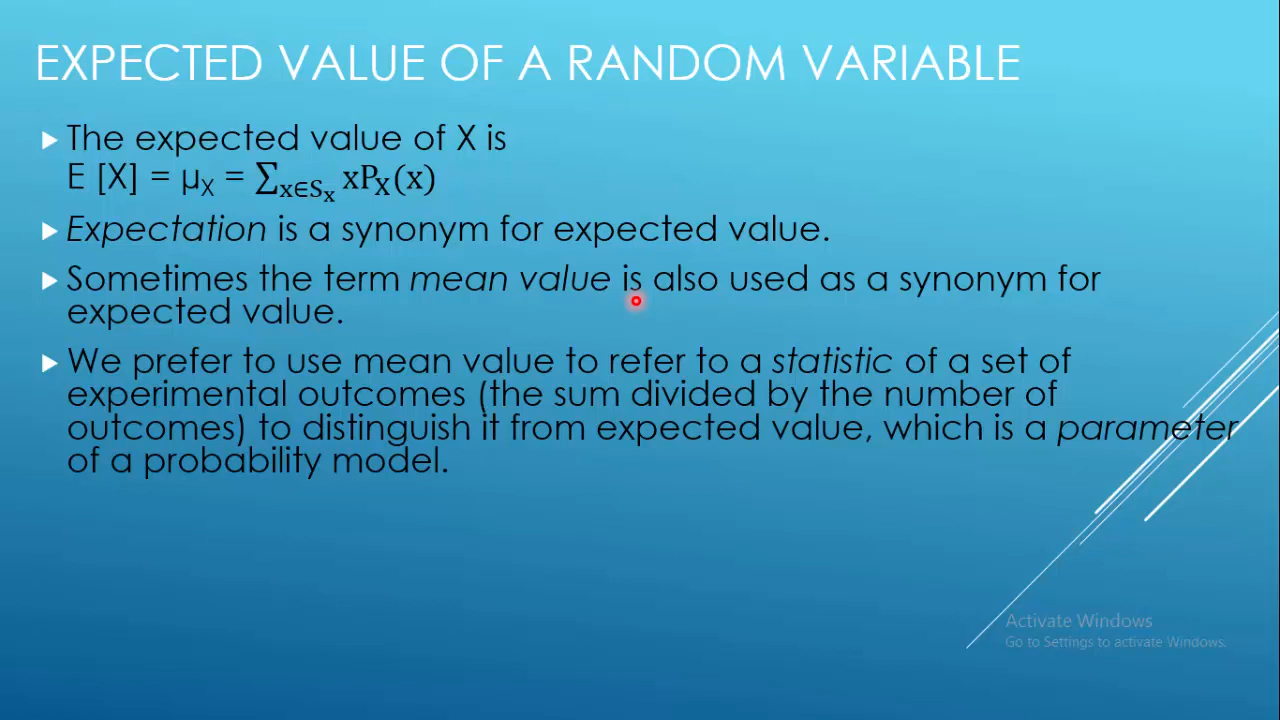 EXPECTED VALUE OF A RANDOM VARIABLE
The expected value of X is
E [X] = μ_X = ∑_{x∈S_x} xP_X(x)
Expectation is a synonym for expected value.
Sometimes the term mean value is also used as a synonym for
expected value.
We prefer to use mean value to refer to a statistic of a set of
experimental outcomes (the sum divided by the number of
outcomes) to distinguish it from expected value, which is a parameter
of a probability model.
Activate Windows
Go to Settings to activate Windows.